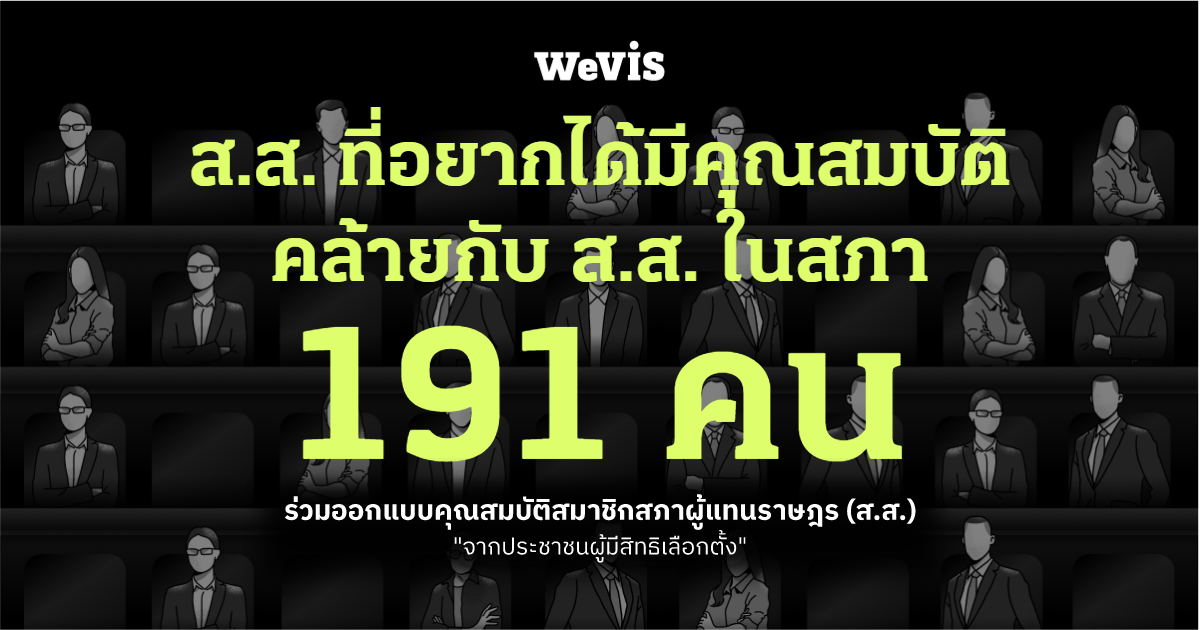 WeVIS
ส.ส. ที่อยากได้มีคุณสมบัติ
คล้ายกับ ส.ส. ในสภา
191 คน
ร่วมออกแบบคุณสมบัติสมาชิกสภาผู้แทนราษฎร (ส.ส.)
"จากประชาชนผู้มีสิทธิเลือกตั้ง"